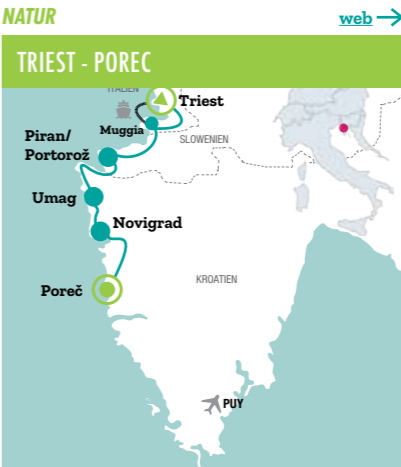 NATUR
web
TRIEST - POREC
ITALIEN
Triest
Muggia
SLOWENIEN
Piran/
Portorož
Umag
Novigrad
KROATIEN
Poreč
PUY